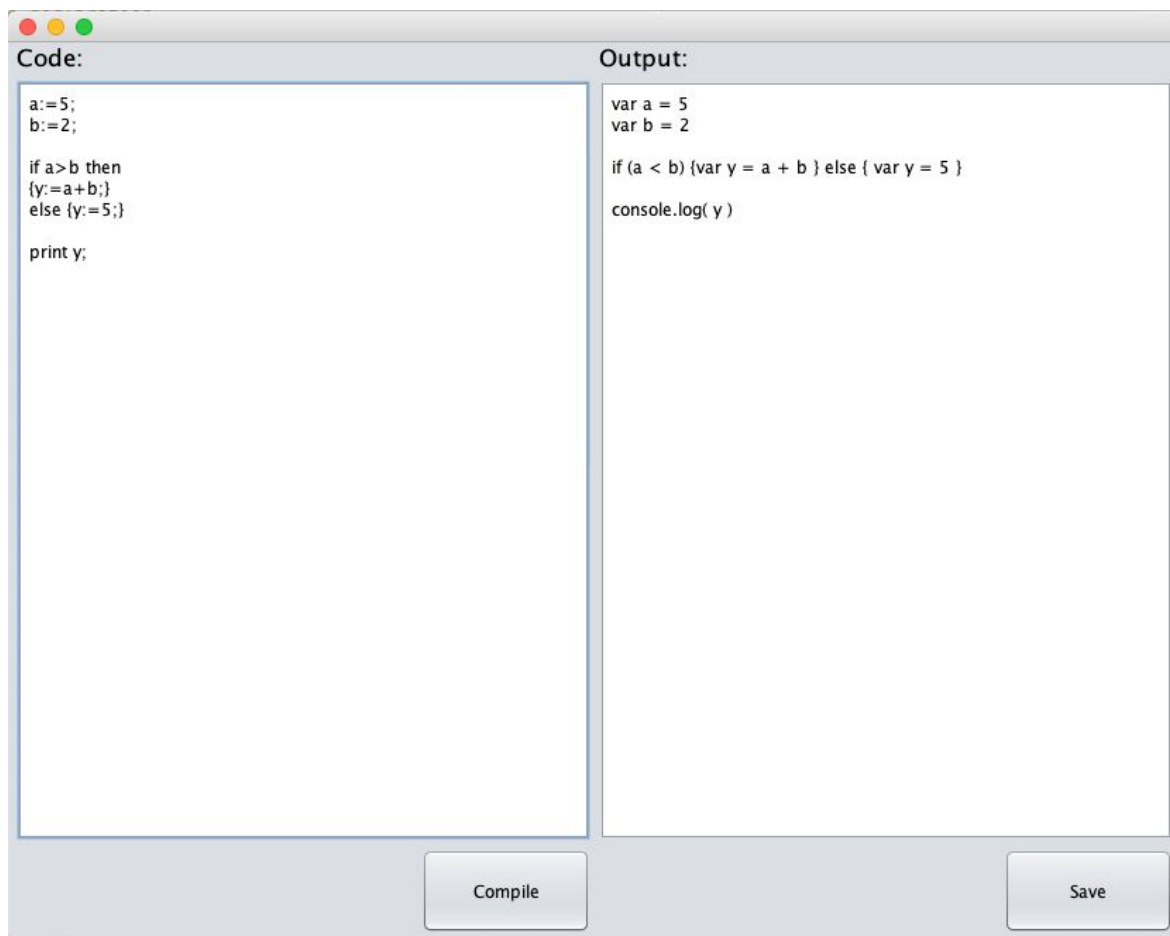 Code:
a:=5;
b:=2;
if a>b then
{y:=a+b;}
else {y:=5;}
print y;
Compile
Output:
var a = 5
var b = 2
if (a < b) {var y = a + b } else { var y = 5 }
console.log( y )
Save